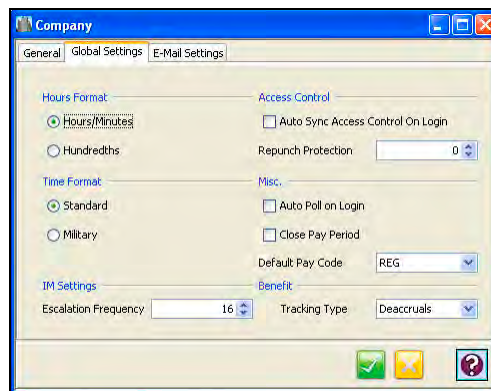 Company
General Global Settings E-Mail Settings
Hours Format
Hours/Minutes
Hundredths
Time Format
Standard
Military
IM Settings
Escalation Frequency 16
Access Control
Auto Sync Access Control On Login
Repunch Protection 0
Misc.
Auto Poll on Login
Close Pay Period
Default Pay Code REG
Benefit
Tracking Type Deaccruals
?